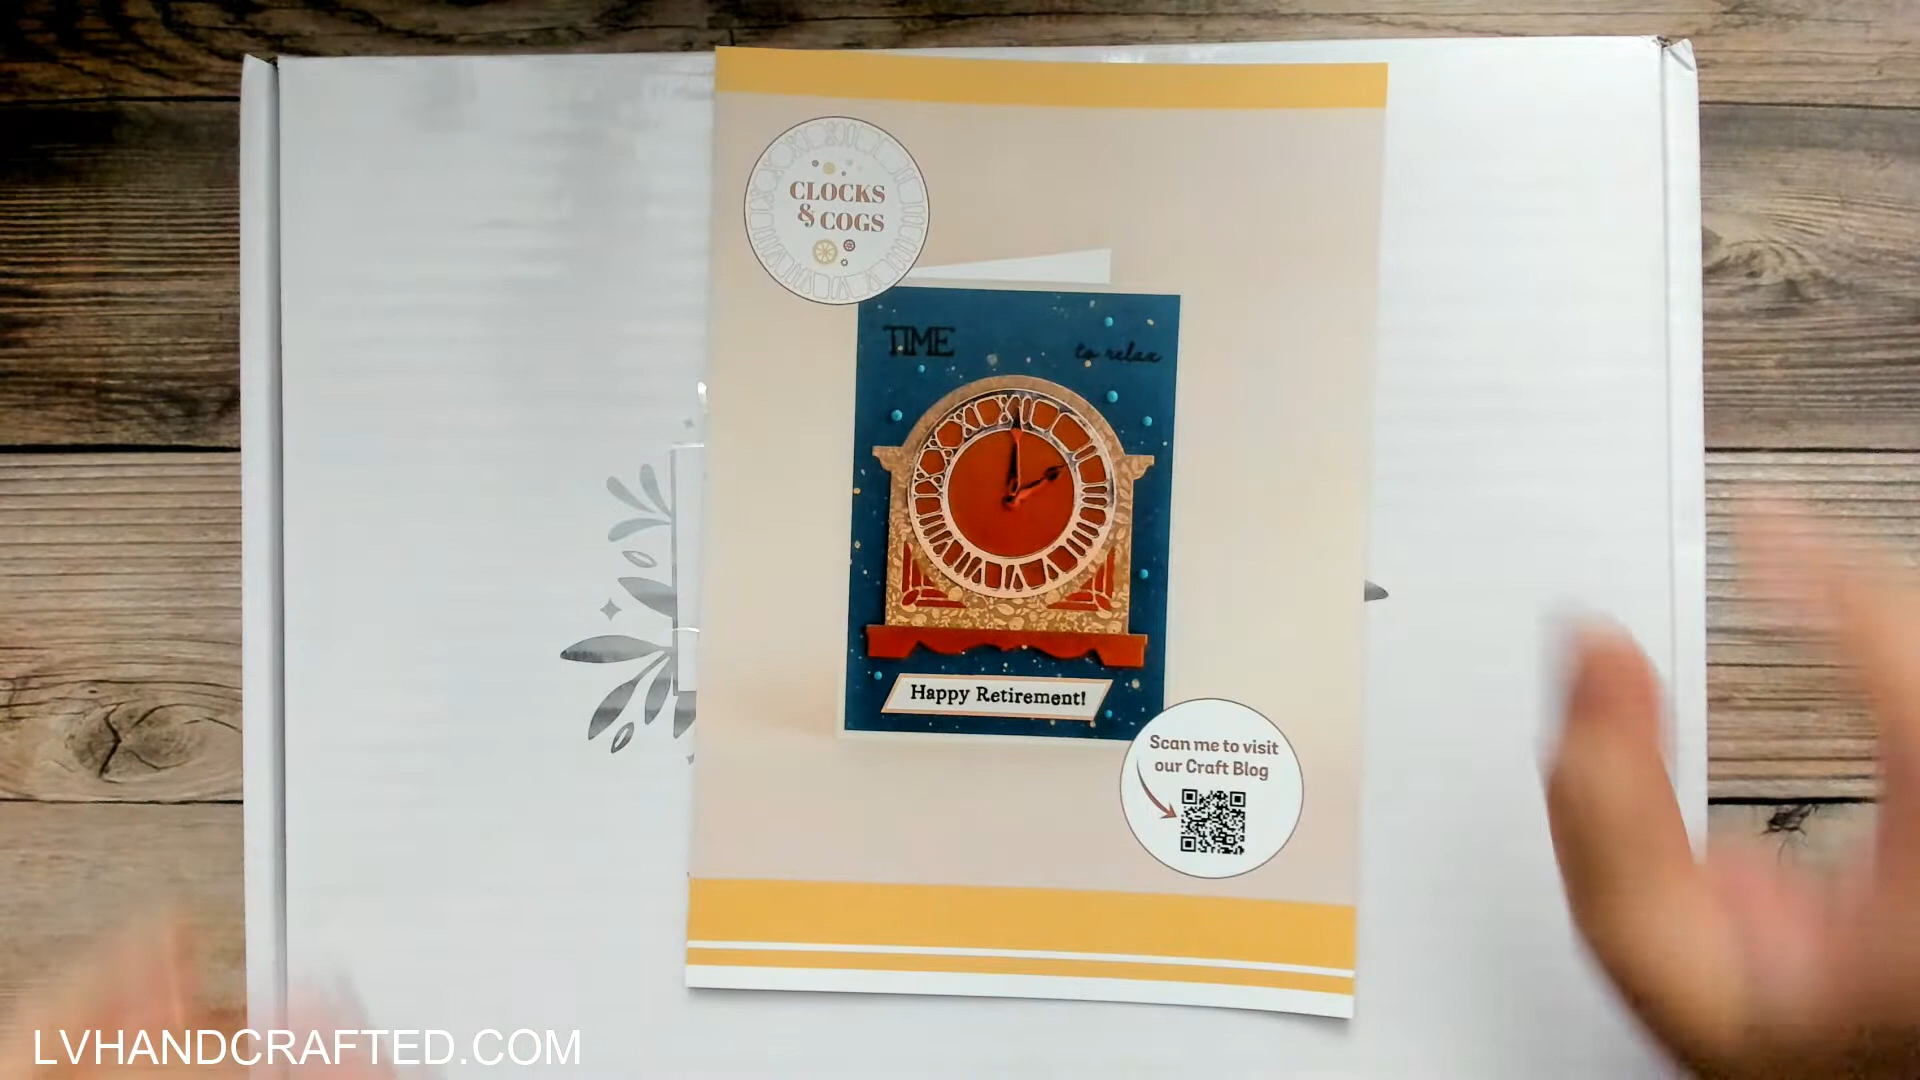 CLOCKS
& COGS
TIME
to relax
Happy Retirement!
Scan me to visit
our Craft Blog
LVHANDCRAFTED.COM